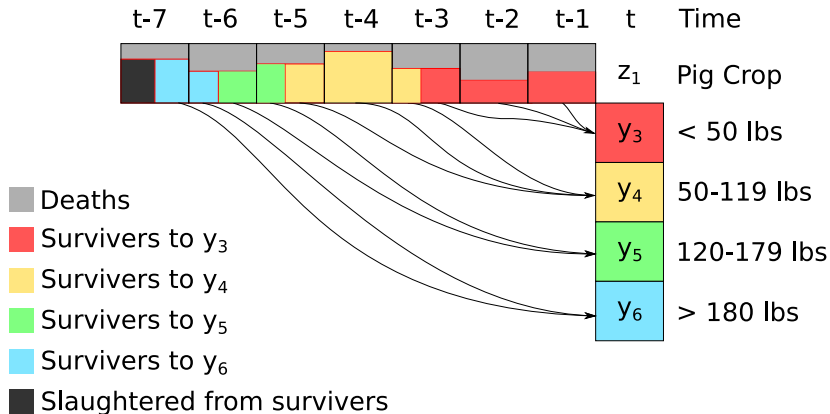 t-7 t-6 t-5 t-4 t-3 t-2 t-1 t Time
z₁ Pig Crop
y₃ < 50 lbs
y₄ 50-119 lbs
y₅ 120-179 lbs
y₆ > 180 lbs
Deaths
Survivers to y₃
Survivers to y₄
Survivers to y₅
Survivers to y₆
Slaughtered from survivers